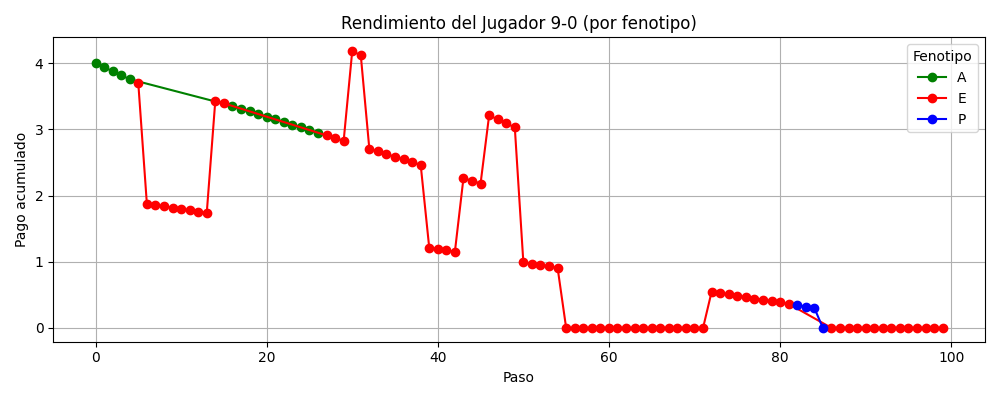 Rendimiento del Jugador 9-0 (por fenotipo)
Pago acumulado
4
3
2
1
0
Fenotipo
A
E
P
0 20 40 60 80 100
Paso